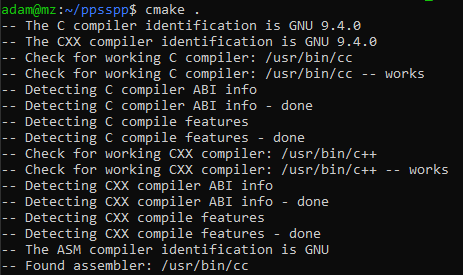 adam@mz:~/ppsspp$ cmake .
-- The C compiler identification is GNU 9.4.0
-- The CXX compiler identification is GNU 9.4.0
-- Check for working C compiler: /usr/bin/cc
-- Check for working C compiler: /usr/bin/cc -- works
-- Detecting C compiler ABI info
-- Detecting C compiler ABI info - done
-- Detecting C compile features
-- Detecting C compile features - done
-- Check for working CXX compiler: /usr/bin/c++
-- Check for working CXX compiler: /usr/bin/c++ -- works
-- Detecting CXX compiler ABI info
-- Detecting CXX compiler ABI info - done
-- Detecting CXX compile features
-- Detecting CXX compile features - done
-- The ASM compiler identification is GNU
-- Found assembler: /usr/bin/cc